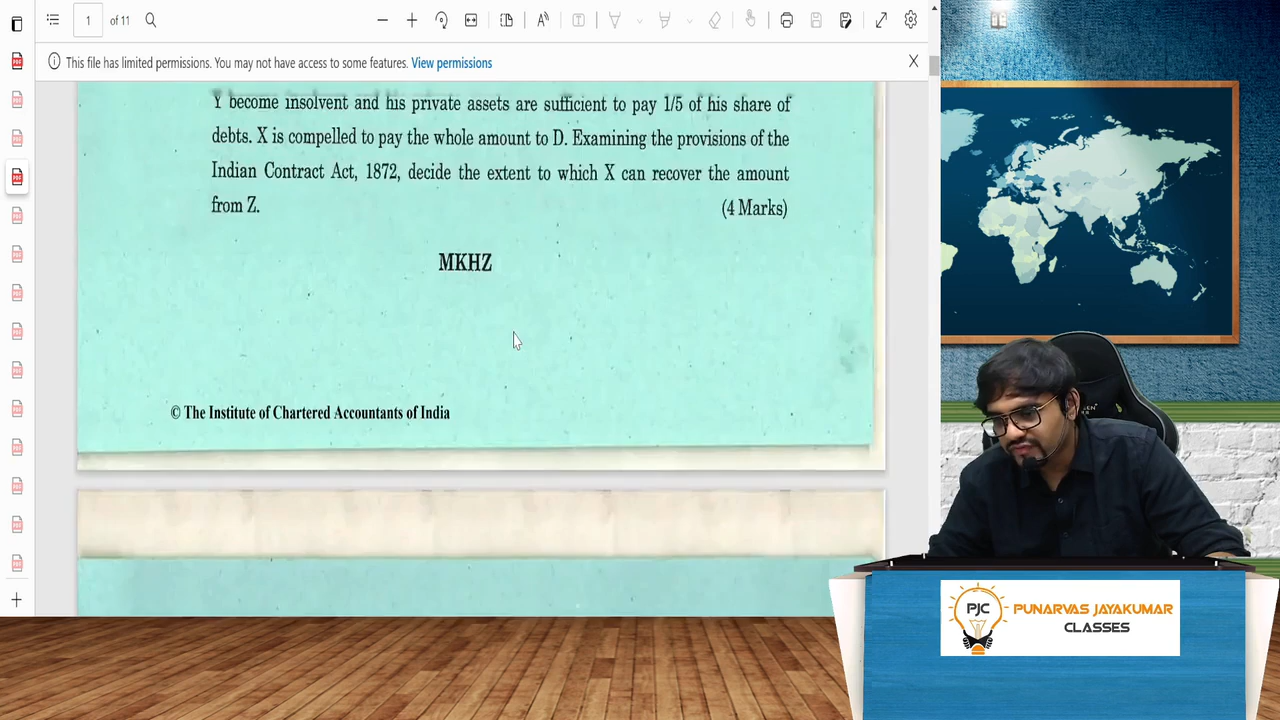 1 of 11
This file has limited permissions. You may not have access to some features. View permissions
Y become insolvent and his private assets are sufficient to pay 1/5 of his share of
debts. X is compelled to pay the whole amount to D. Examining the provisions of the
Indian Contract Act, 1872, decide the extent to which X can recover the amount
from Z. (4 Marks)
MKHZ
© The Institute of Chartered Accountants of India
PJC PUNARVAS JAYAKUMAR
CLASSES